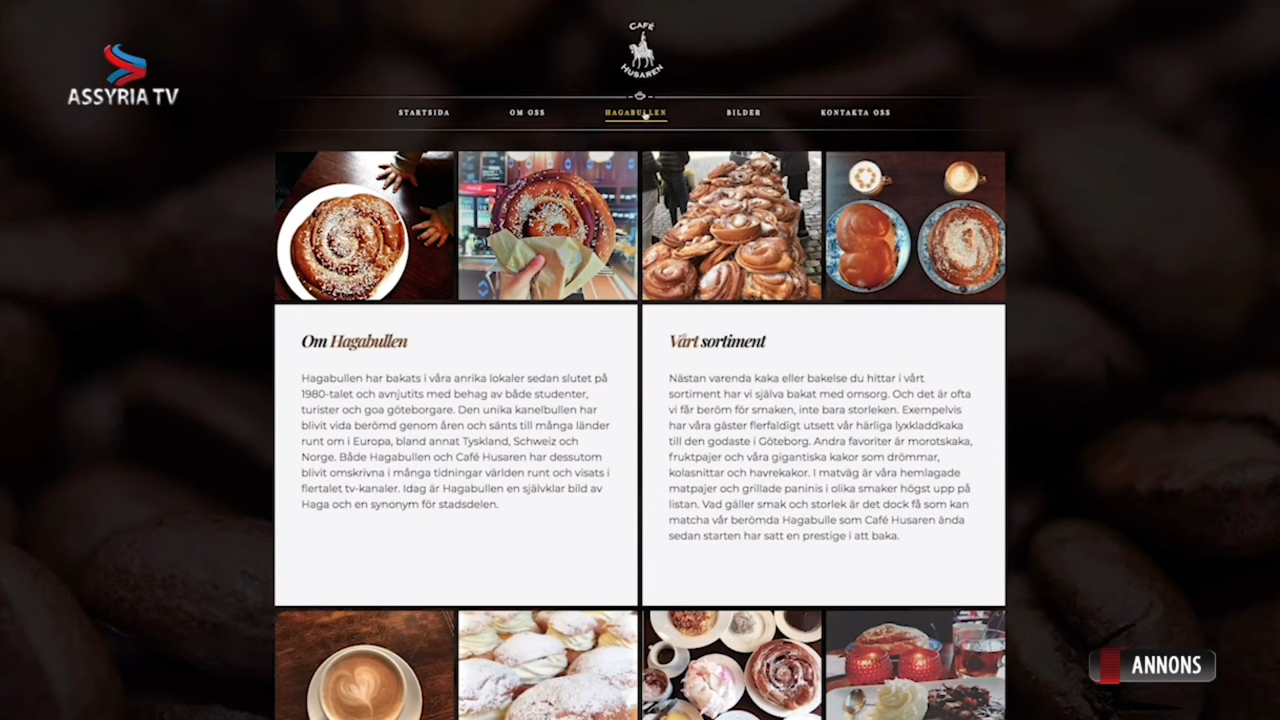 CAFÉ
HUSAREN
ASSYRIA TV
STARTSIDA OM OSS HAGABULLEN BILDER KONTAKTA OSS
Om Hagabullen
Hagabullen har bakats i våra anrika lokaler sedan slutet på
1980-talet och avnjutits med behag av både studenter,
turister och goa göteborgare. Den unika kanelbullen har
blivit vida berömd genom åren och sänts till många länder
runt om i Europa, bland annat Tyskland, Schweiz och
Norge. Både Hagabullen och Café Husaren har dessutom
blivit omskrivna i många tidningar världen runt och visats i
flertalet tv-kanaler. Idag är Hagabullen en självklar bild av
Haga och en synonym för stadsdelen.
Vårt sortiment
Nästan varenda kaka eller bakelse du hittar i vårt
sortiment har vi själva bakat med omsorg. Och det är ofta
vi får beröm för smaken, inte bara storleken. Exempelvis
har våra gäster flerfaldigt utsett vår härliga lyxkladdkaka
till den godaste i Göteborg. Andra favoriter är morotskaka,
fruktpajer och våra gigantiska kakor som drömmar,
kolasnittar och havrekakor. I matväg är våra hemlagade
matpajer och grillade paninis i olika smaker högst upp på
listan. Vad gäller smak och storlek är det dock få som kan
matcha vår berömda Hagabulle som Café Husaren ända
sedan starten har satt en prestige i att baka.
ANNONS